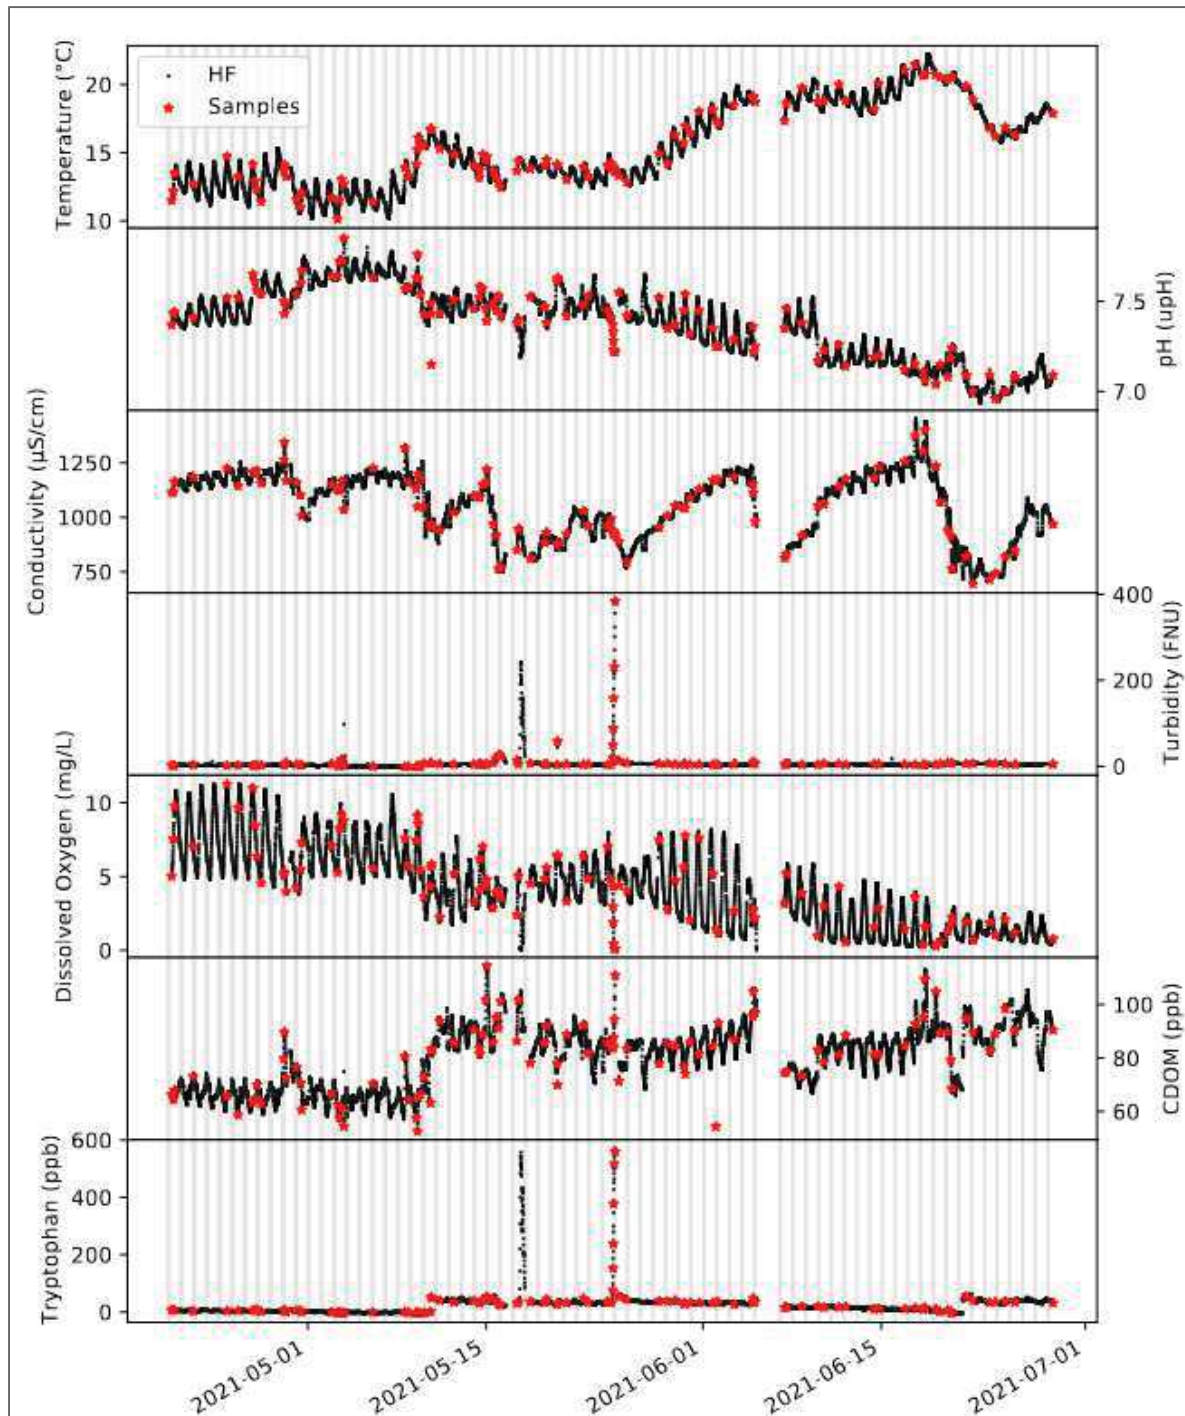 HF
Samples
Temperature (°C)
20
15
10
pH (upH)
7.5
7.0
Conductivity (µS/cm)
1250
1000
750
Turbidity (FNU)
400
200
0
Dissolved Oxygen (mg/L)
10
5
0
CDOM (ppb)
100
80
60
Tryptophan (ppb)
600
400
200
0
2021-05-01
2021-05-15
2021-06-01
2021-06-15
2021-07-01